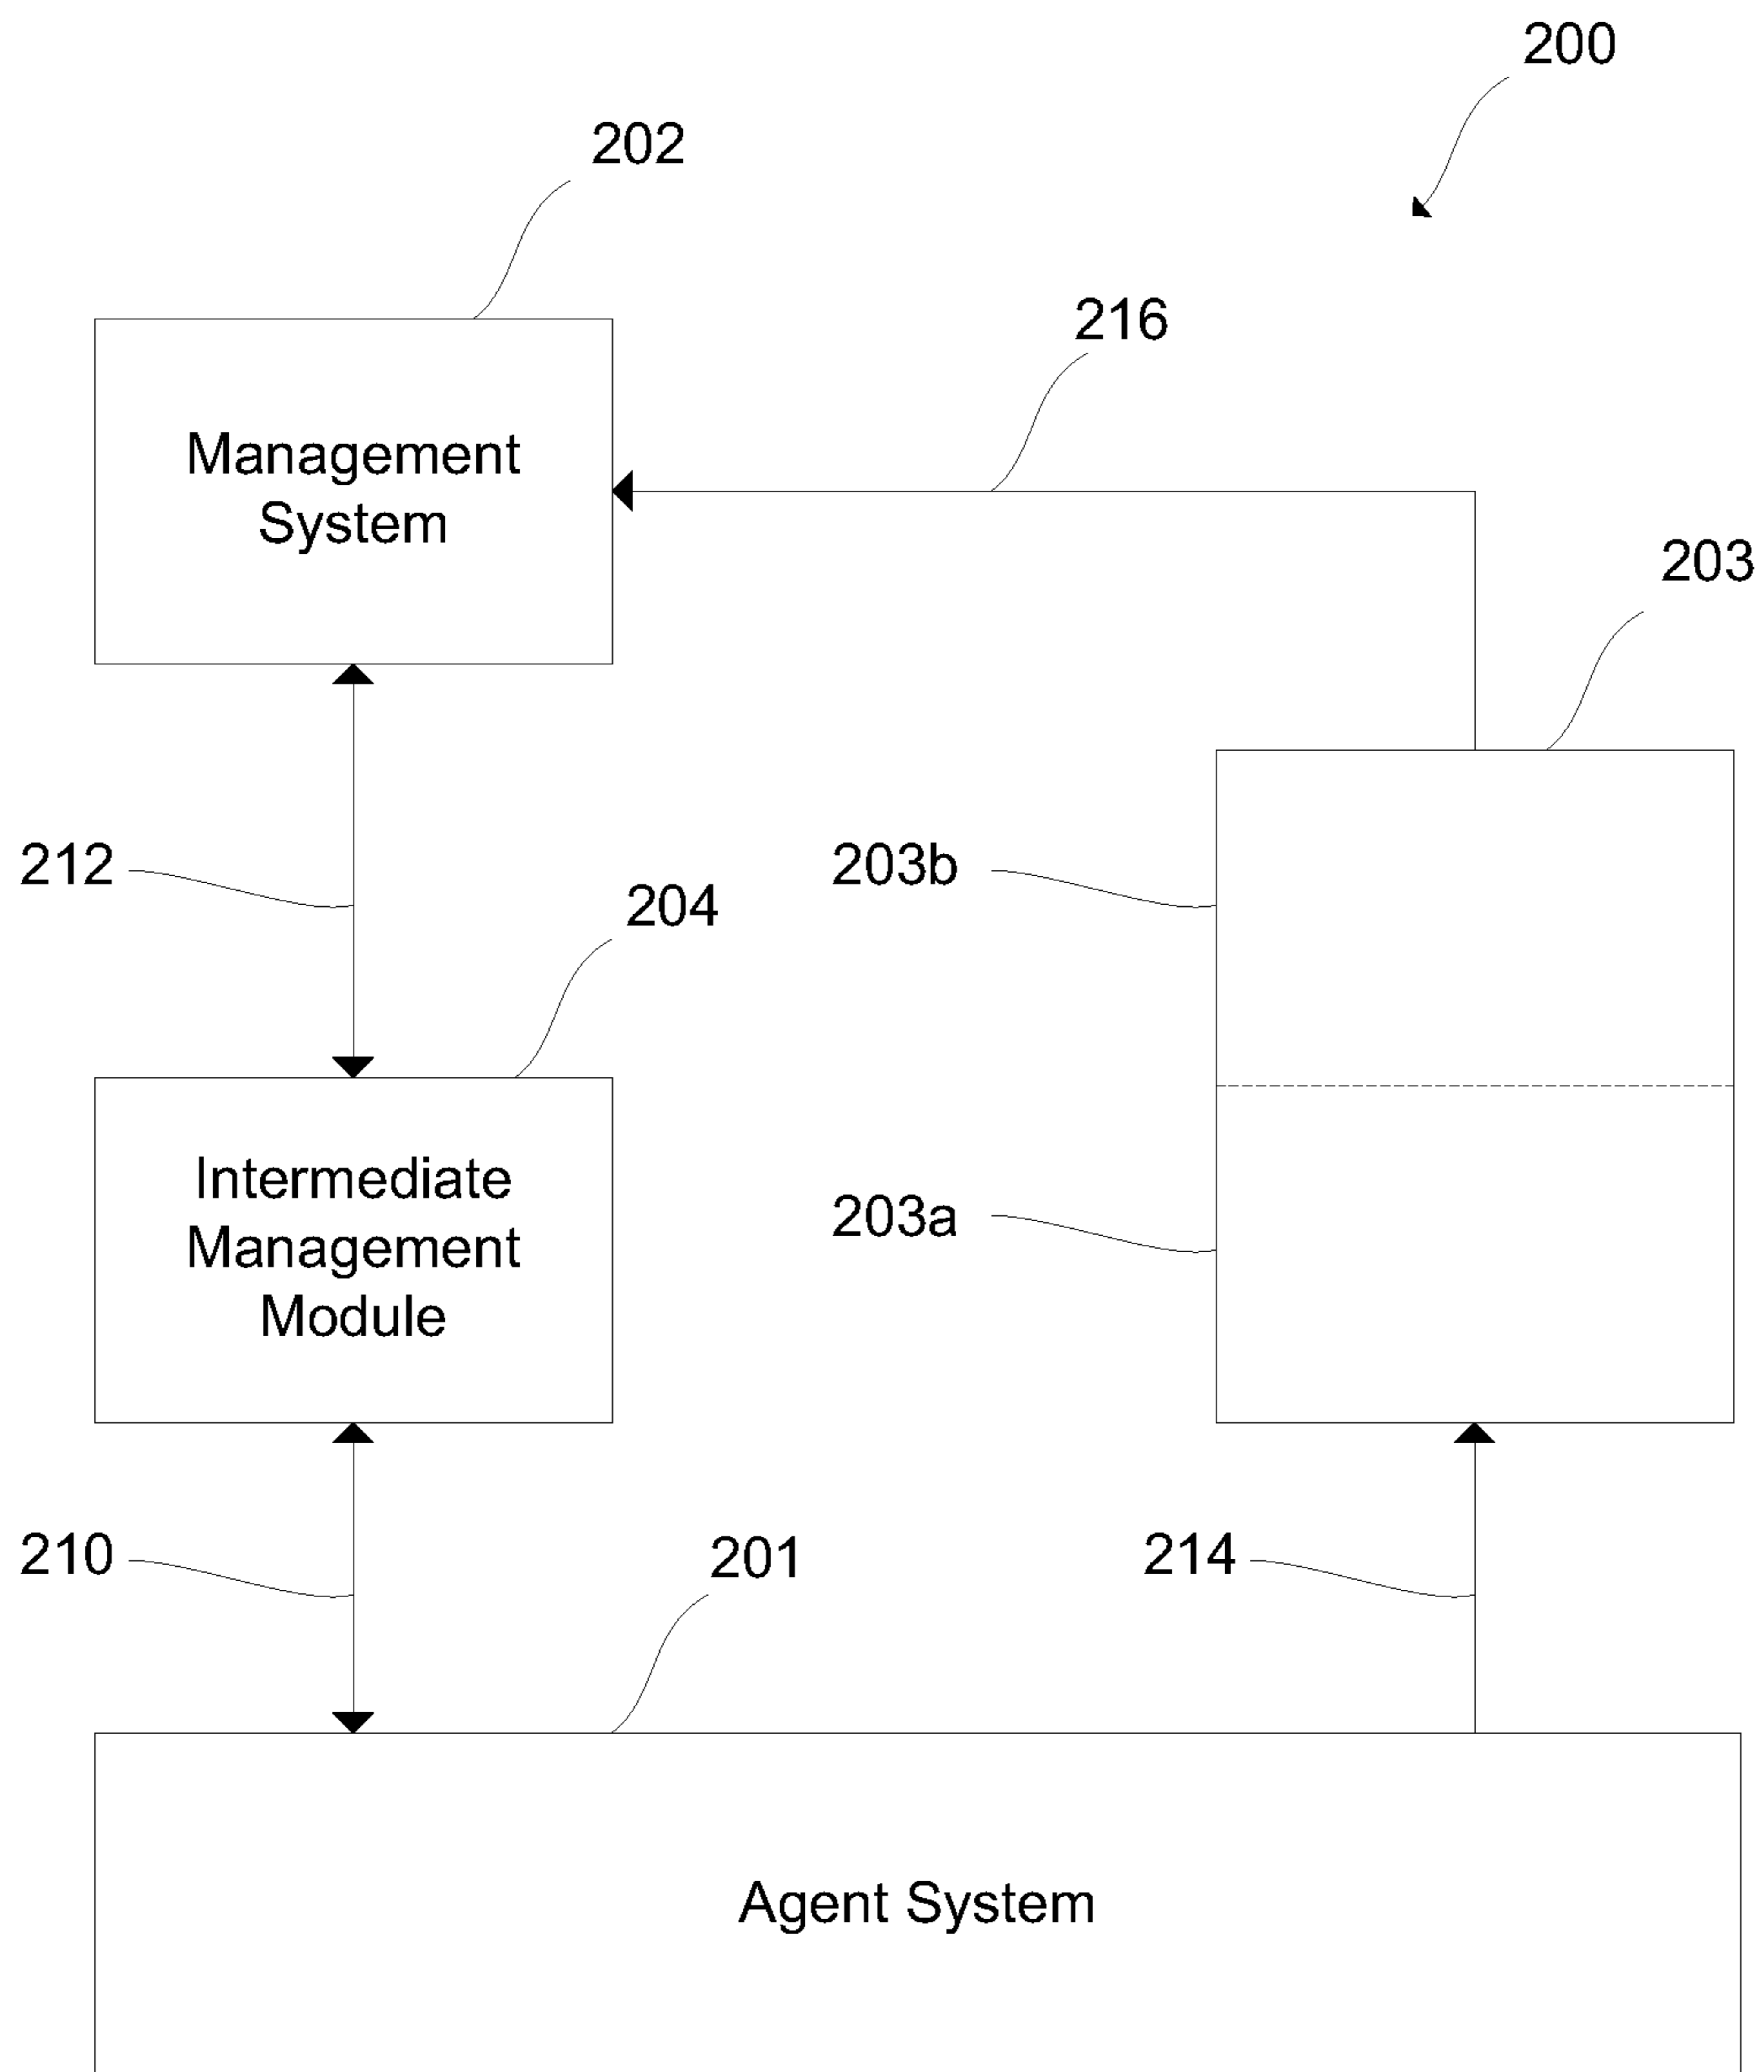 200
202
216
Management
System
203
212
203b
204
Intermediate
Management
Module
203a
210
201
214
Agent System